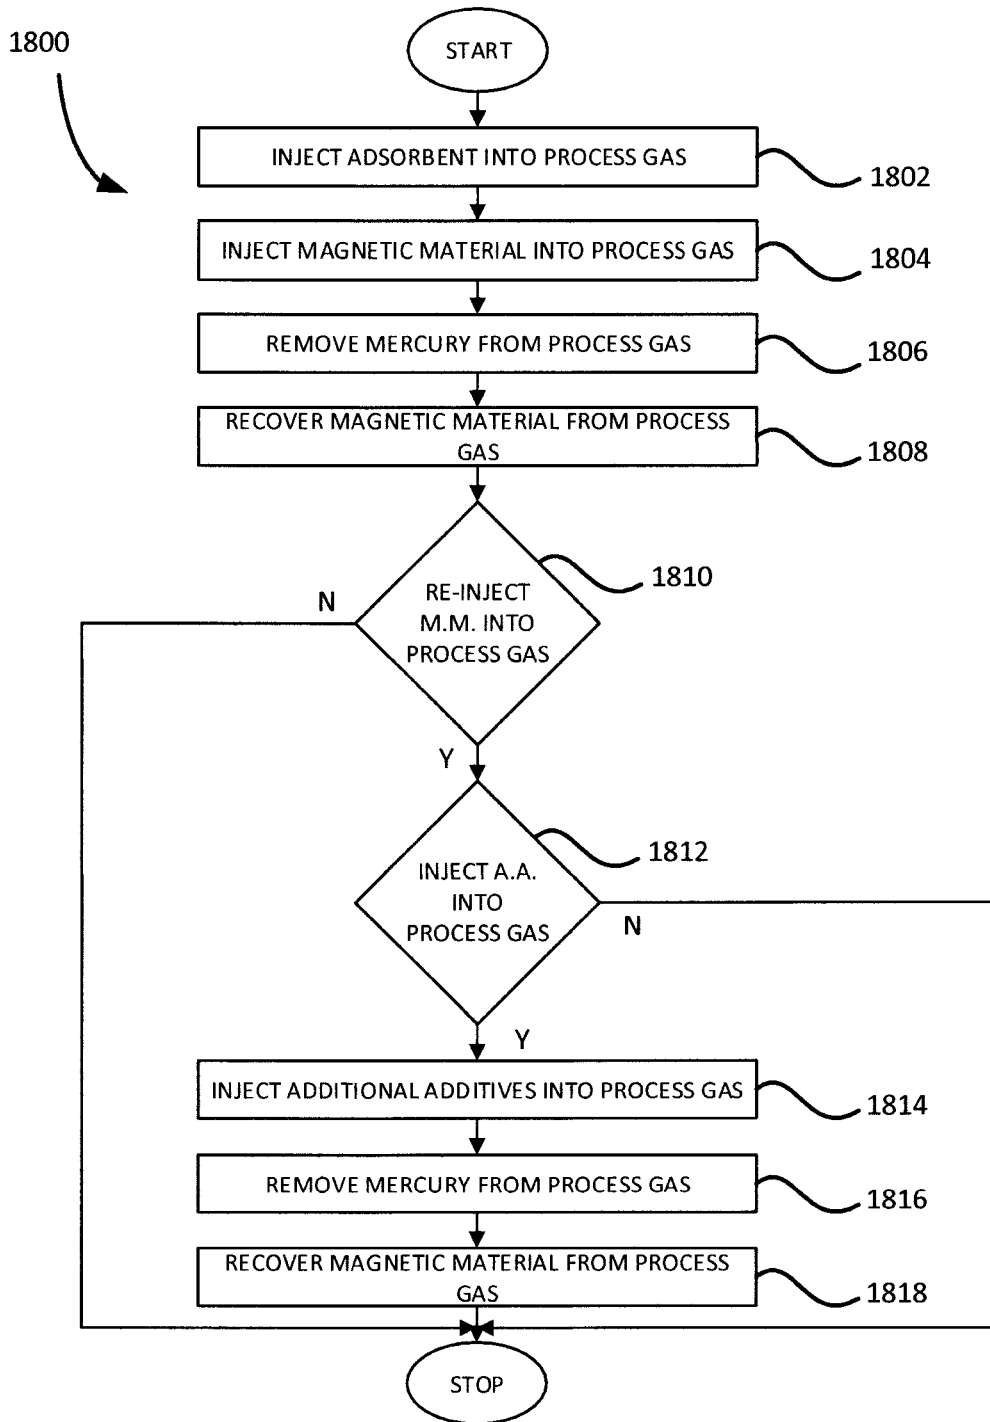 1800
START
INJECT ADSORBENT INTO PROCESS GAS
1802
INJECT MAGNETIC MATERIAL INTO PROCESS GAS
1804
REMOVE MERCURY FROM PROCESS GAS
1806
RECOVER MAGNETIC MATERIAL FROM PROCESS
GAS
1808
RE-INJECT
M.M. INTO
PROCESS GAS
1810
N
Y
INJECT A.A.
INTO
PROCESS GAS
1812
N
Y
INJECT ADDITIONAL ADDITIVES INTO PROCESS GAS
1814
REMOVE MERCURY FROM PROCESS GAS
1816
RECOVER MAGNETIC MATERIAL FROM PROCESS
GAS
1818
STOP